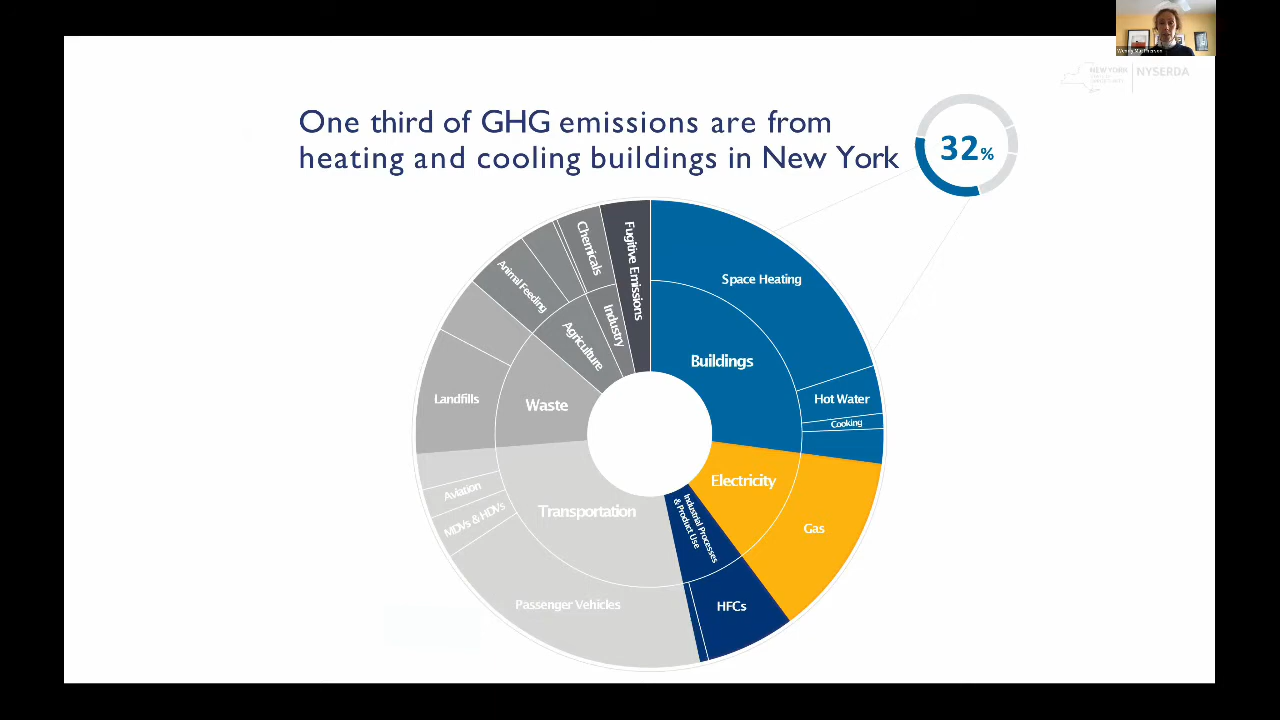 NEW YORK
NYSERDA
One third of GHG emissions are from
heating and cooling buildings in New York
32%
Fugitive Emissions
Chemicals
Industry
Animal Feeding
Agriculture
Space Heating
Buildings
Landfills
Waste
Hot Water
Cooking
Electricity
Gas
Aviation
MDVs & HDVs
Transportation
Industrial Processes
& Product Use
Passenger Vehicles
HFCs